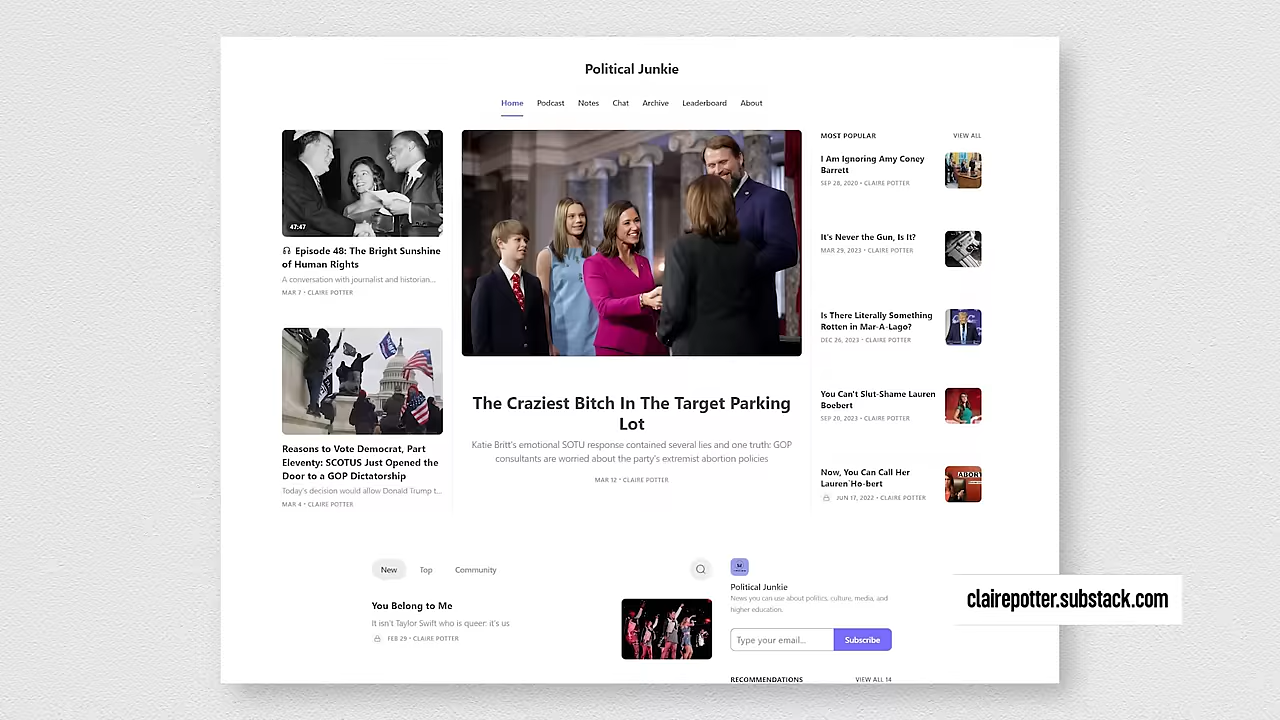 Political Junkie
Home Podcast Notes Chat Archive Leaderboard About
47:47
Episode 48: The Bright Sunshine
of Human Rights
A conversation with journalist and historian...
MAR 7 • CLAIRE POTTER
Reasons to Vote Democrat, Part
Eleventy: SCOTUS Just Opened the
Door to a GOP Dictatorship
Today's decision would allow Donald Trump t...
MAR 4 • CLAIRE POTTER
The Craziest Bitch In The Target Parking
Lot
Katie Britt's emotional SOTU response contained several lies and one truth: GOP
consultants are worried about the party's extremist abortion policies
MAR 12 • CLAIRE POTTER
MOST POPULAR
VIEW ALL
I Am Ignoring Amy Coney
Barrett
SEP 28, 2020 • CLAIRE POTTER
It's Never the Gun, Is It?
MAR 29, 2023 • CLAIRE POTTER
Is There Literally Something
Rotten in Mar-A-Lago?
DEC 26, 2023 • CLAIRE POTTER
You Can't Slut-Shame Lauren
Boebert
SEP 20, 2023 • CLAIRE POTTER
Now, You Can Call Her
Lauren`Ho-bert
JUN 17, 2022 • CLAIRE POTTER
ABOR
New Top Community
You Belong to Me
It isn't Taylor Swift who is queer: it's us
FEB 29 • CLAIRE POTTER
Political Junkie
News you can use about politics, culture, media, and
higher education.
Type your email...
Subscribe
RECOMMENDATIONS
VIEW ALL 14
clairepotter.substack.com